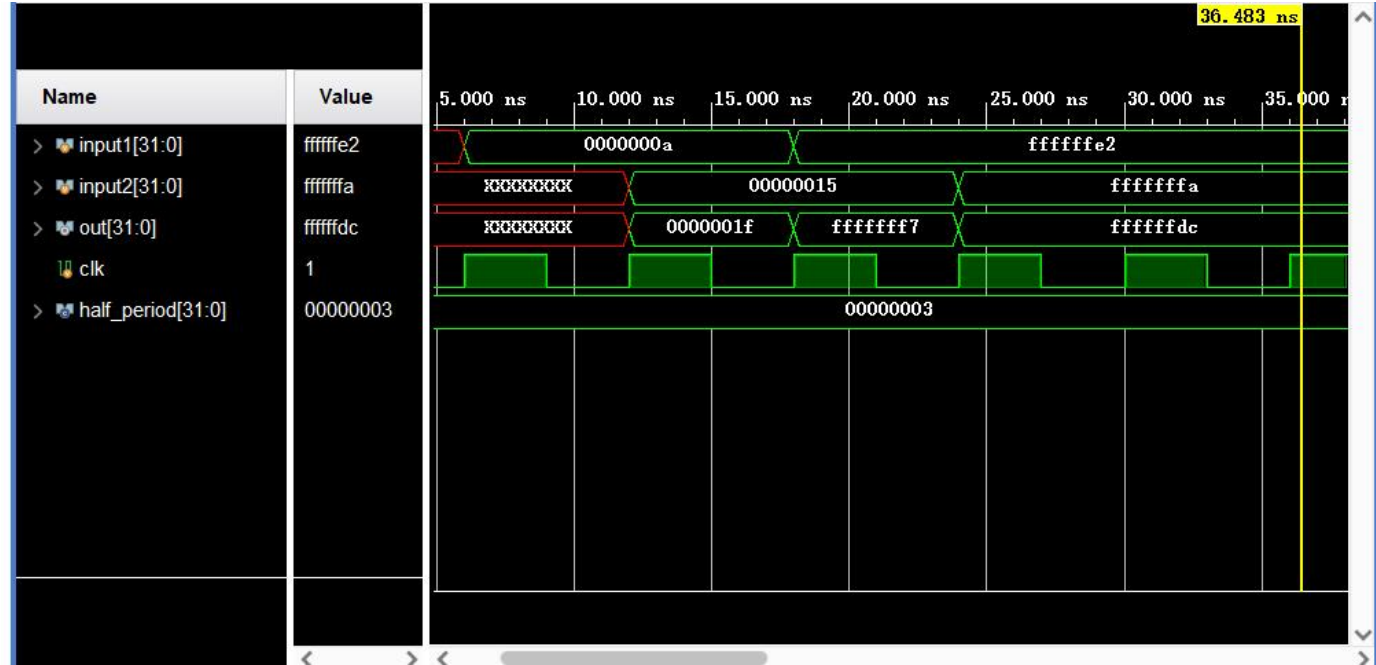 36.483 ns
Name Value 5.000 ns 10.000 ns 15.000 ns 20.000 ns 25.000 ns 30.000 ns 35.000 n
input1[31:0] ffffffe2 0000000a ffffffe2
input2[31:0] fffffffa XXXXXXXX 00000015 fffffffa
out[31:0] ffffffdc XXXXXXXX 0000001f fffffff7 ffffffdc
clk 1
half_period[31:0] 00000003 00000003